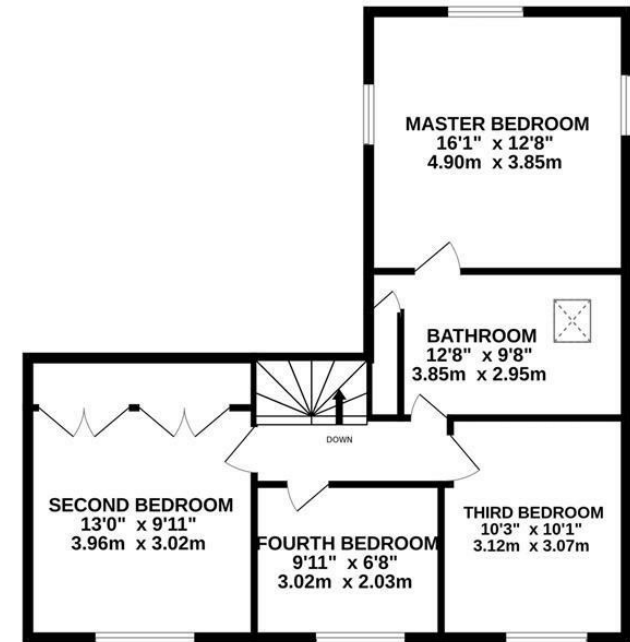 MASTER BEDROOM
16'1" x 12'8"
4.90m x 3.85m
BATHROOM
12'8" x 9'8"
3.85m x 2.95m
DOWN
SECOND BEDROOM
13'0" x 9'11"
3.96m x 3.02m
FOURTH BEDROOM
9'11" x 6'8"
3.02m x 2.03m
THIRD BEDROOM
10'3" x 10'1"
3.12m x 3.07m